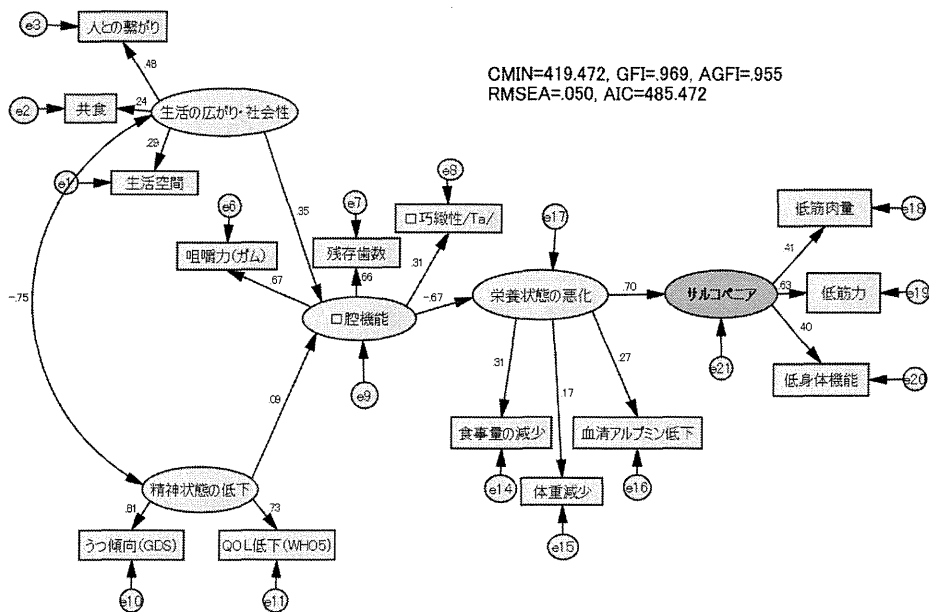 e3
人との繋がり
CMIN=419.472, GFI=.969, AGFI=.955
RMSEA=.050, AIC=485.472
.48
e2
共食
.24
生活の広がり・社会性
.29
e1
生活空間
e8
口巧緻性/Ta/
e7
残存歯数
e6
咀嚼力(ガム)
.35
.67
.66
.31
口腔機能
e9
-.67
e17
栄養状態の悪化
.70
サルコペニア
e21
.41
低筋肉量
e18
.63
低筋力
e19
.40
低身体機能
e20
-.75
.09
.31
.17
.27
食事量の減少
e14
体重減少
e15
血清アルブミン低下
e16
精神状態の低下
.81
.73
うつ傾向(GDS)
QOL低下(WHO5)
e10
e11